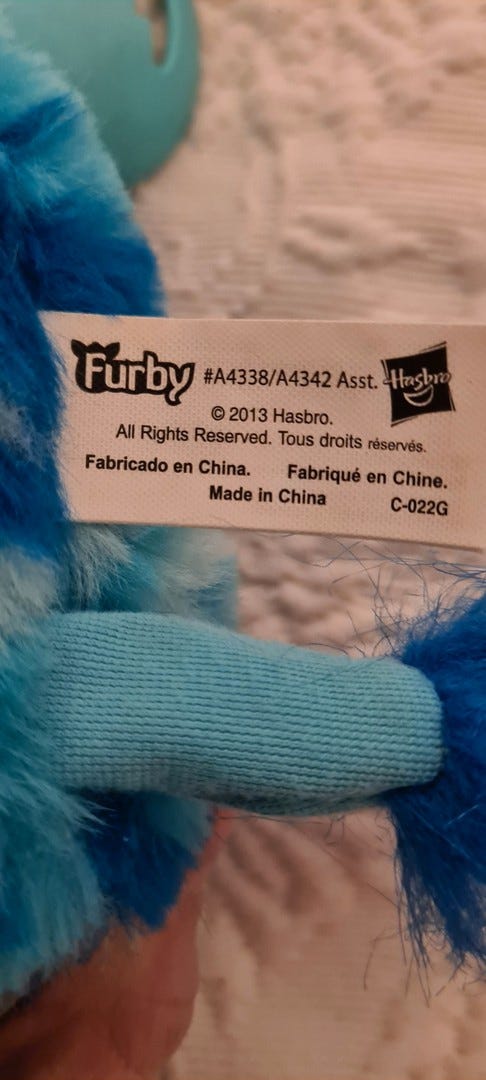 Furby #A4338/A4342 Asst. Hasbro
© 2013 Hasbro.
All Rights Reserved. Tous droits réservés.
Fabricado en China. Fabriqué en Chine.
Made in China C-022G